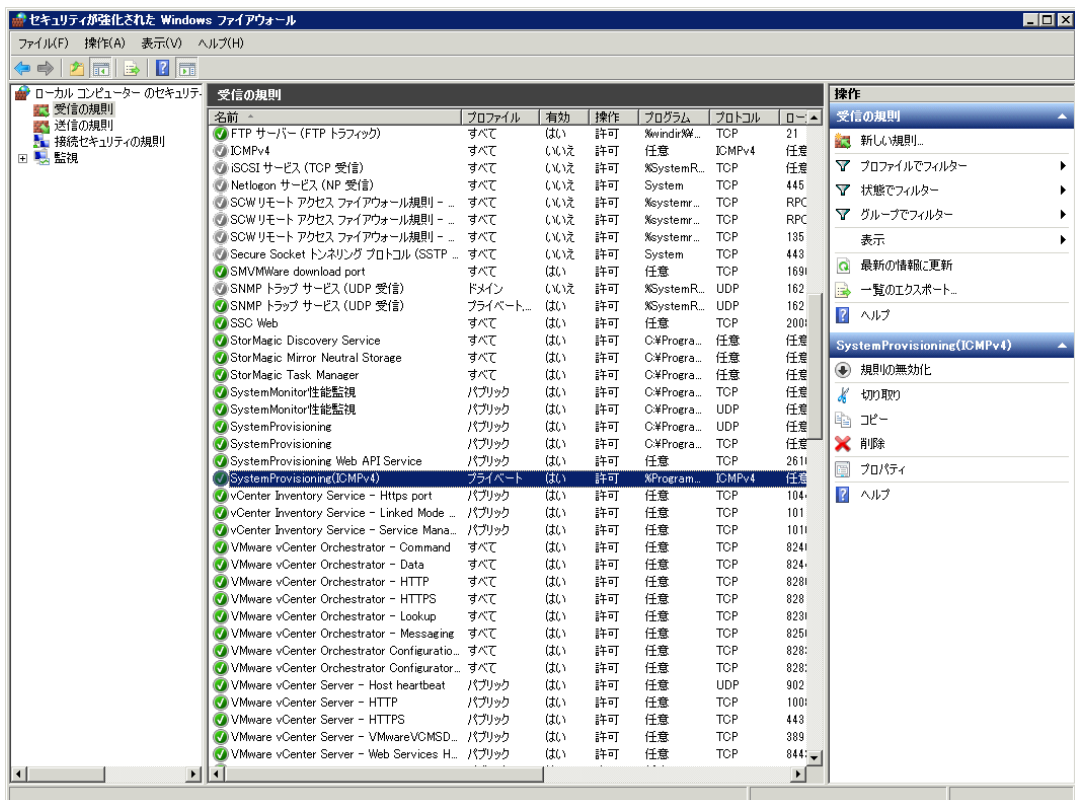 セキュリティが強化された Windows ファイアウォール
ファイル(F) 操作(A) 表示(V) ヘルプ(H)
ローカル コンピューター のセキュリテ
受信の規則
送信の規則
接続セキュリティの規則
監視
受信の規則
名前 プロファイル 有効 操作 プログラム プロトコル ロー
FTP サーバー (FTP トラフィック) すべて はい 許可 %windir%¥... TCP 21
ICMPv4 すべて いいえ 許可 任意 ICMPv4 任意
iSCSI サービス (TCP 受信) すべて いいえ 許可 %SystemR... TCP 任意
Netlogon サービス (NP 受信) すべて いいえ 許可 System TCP 445
SCW リモート アクセス ファイアウォール規則 - ... すべて いいえ 許可 %systemr... TCP RPC
SCW リモート アクセス ファイアウォール規則 - ... すべて いいえ 許可 %systemr... TCP RPC
SCW リモート アクセス ファイアウォール規則 - ... すべて いいえ 許可 %systemr... TCP 135
Secure Socket トンネリング プロトコル (SSTP ... すべて いいえ 許可 System TCP 443
SMVMWare download port すべて はい 許可 任意 TCP 169
SNMP トラップ サービス (UDP 受信) ドメイン いいえ 許可 %SystemR... UDP 162
SNMP トラップ サービス (UDP 受信) プライベート,... はい 許可 %SystemR... UDP 162
SSC Web すべて はい 許可 任意 TCP 200
StorMagic Discovery Service すべて はい 許可 C:¥Progra... 任意 任意
StorMagic Mirror Neutral Storage すべて はい 許可 C:¥Progra... 任意 任意
StorMagic Task Manager すべて はい 許可 C:¥Progra... 任意 任意
SystemMonitor性能監視 パブリック はい 許可 C:¥Progra... TCP 任意
SystemMonitor性能監視 パブリック はい 許可 C:¥Progra... UDP 任意
SystemProvisioning パブリック はい 許可 C:¥Progra... UDP 任意
SystemProvisioning パブリック はい 許可 C:¥Progra... TCP 任意
SystemProvisioning Web API Service パブリック はい 許可 任意 TCP 261
SystemProvisioning(ICMPv4) プライベート はい 許可 %Program... ICMPv4 任意
vCenter Inventory Service - Https port パブリック はい 許可 任意 TCP 104
vCenter Inventory Service - Linked Mode ... パブリック はい 許可 任意 TCP 101
vCenter Inventory Service - Service Mana... パブリック はい 許可 任意 TCP 101
VMware vCenter Orchestrator - Command すべて はい 許可 任意 TCP 824
VMware vCenter Orchestrator - Data すべて はい 許可 任意 TCP 824
VMware vCenter Orchestrator - HTTP すべて はい 許可 任意 TCP 828
VMware vCenter Orchestrator - HTTPS すべて はい 許可 任意 TCP 828
VMware vCenter Orchestrator - Lookup すべて はい 許可 任意 TCP 823
VMware vCenter Orchestrator - Messaging すべて はい 許可 任意 TCP 825
VMware vCenter Orchestrator Configuratio... すべて はい 許可 任意 TCP 828
VMware vCenter Orchestrator Configurator... すべて はい 許可 任意 TCP 828
VMware vCenter Server - Host heartbeat パブリック はい 許可 任意 UDP 902
VMware vCenter Server - HTTP パブリック はい 許可 任意 TCP 100
VMware vCenter Server - HTTPS パブリック はい 許可 任意 TCP 443
VMware vCenter Server - VMwareVCMSD... パブリック はい 許可 任意 TCP 389
VMware vCenter Server - Web Services H... パブリック はい 許可 任意 TCP 844
操作
受信の規則
新しい規則...
プロファイルでフィルター
状態でフィルター
グループでフィルター
表示
最新の情報に更新
一覧のエクスポート...
ヘルプ
SystemProvisioning(ICMPv4)
規則の無効化
切り取り
コピー
削除
プロパティ
ヘルプ